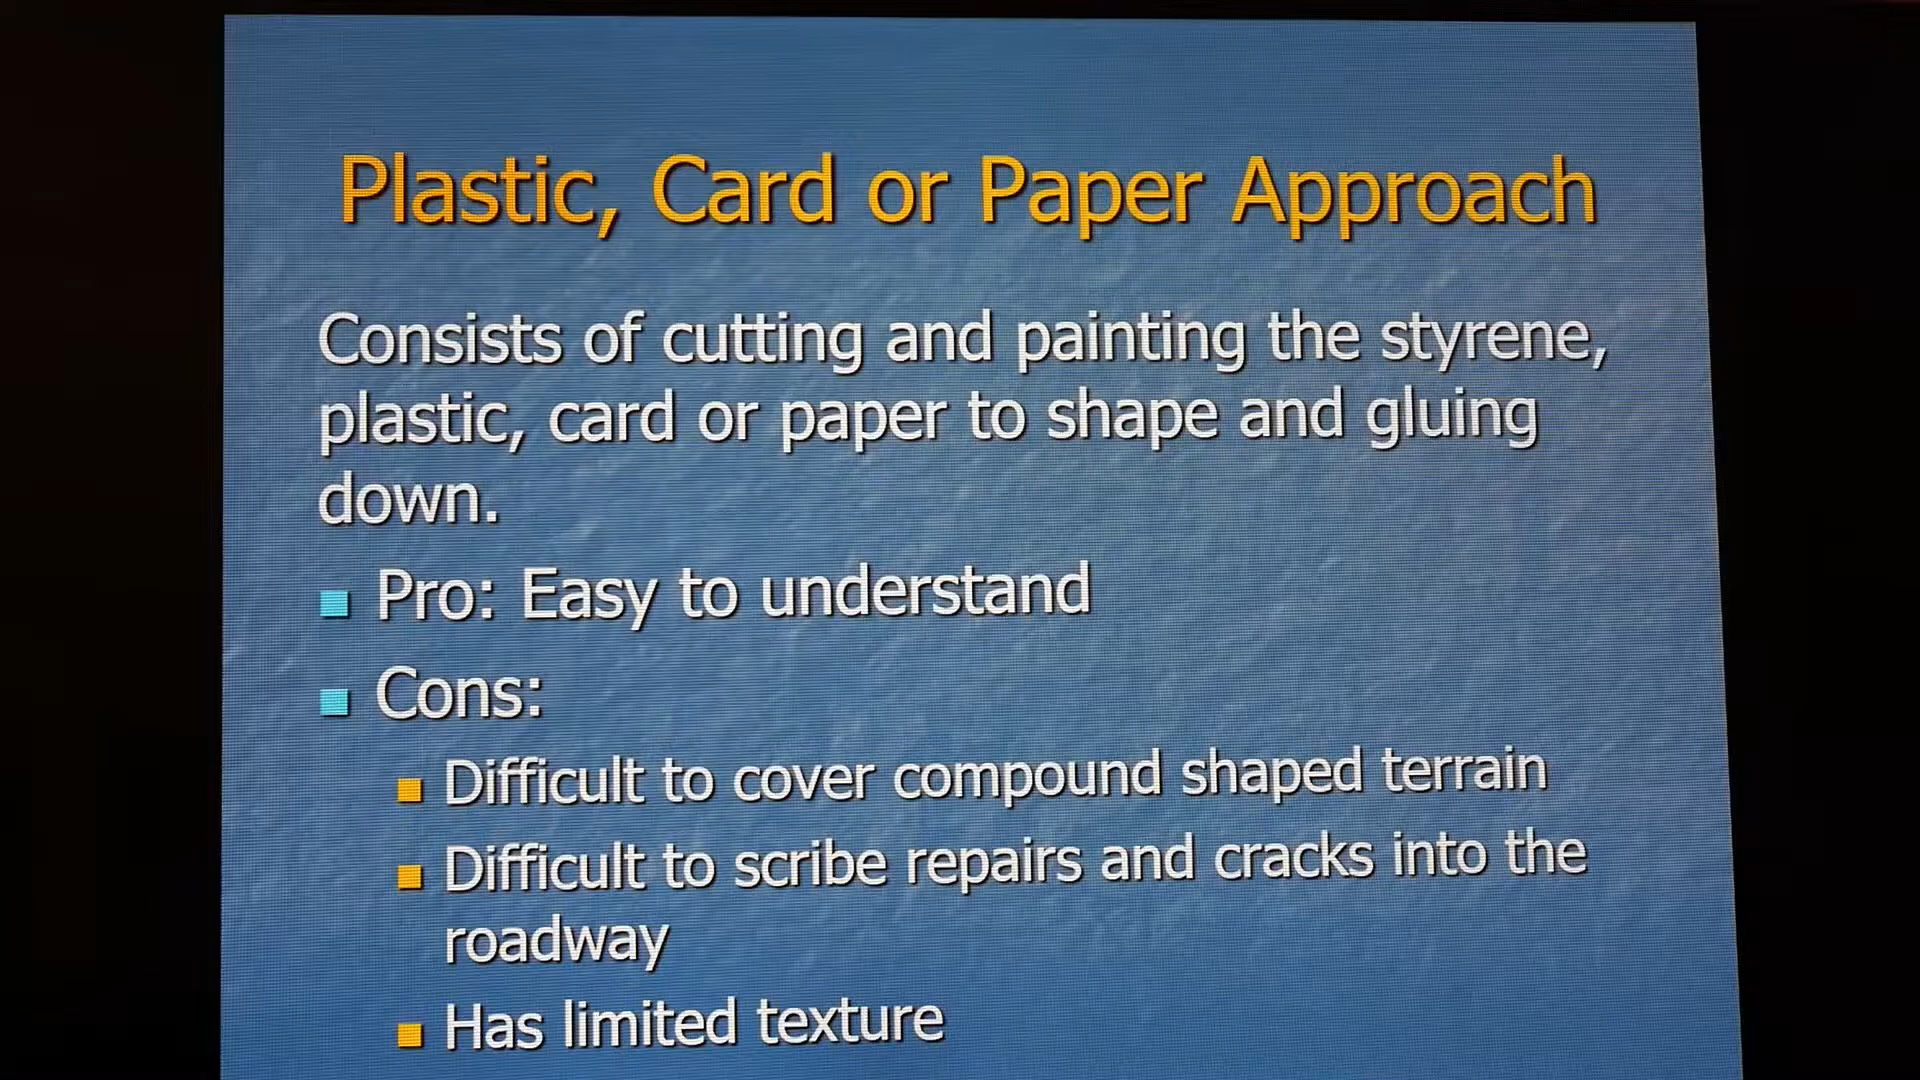 Plastic, Card or Paper Approach
Consists of cutting and painting the styrene,
plastic, card or paper to shape and gluing
down.
Pro: Easy to understand
Cons:
Difficult to cover compound shaped terrain
Difficult to scribe repairs and cracks into the
roadway
Has limited texture